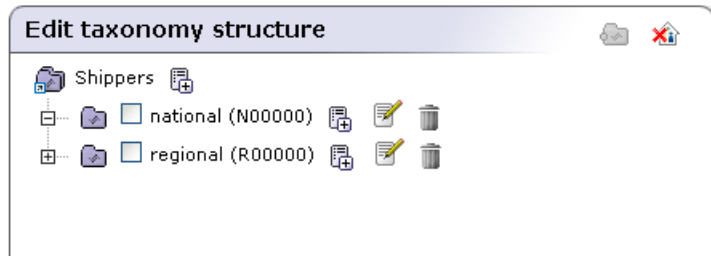 Edit taxonomy structure
Shippers
national (N00000)
regional (R00000)